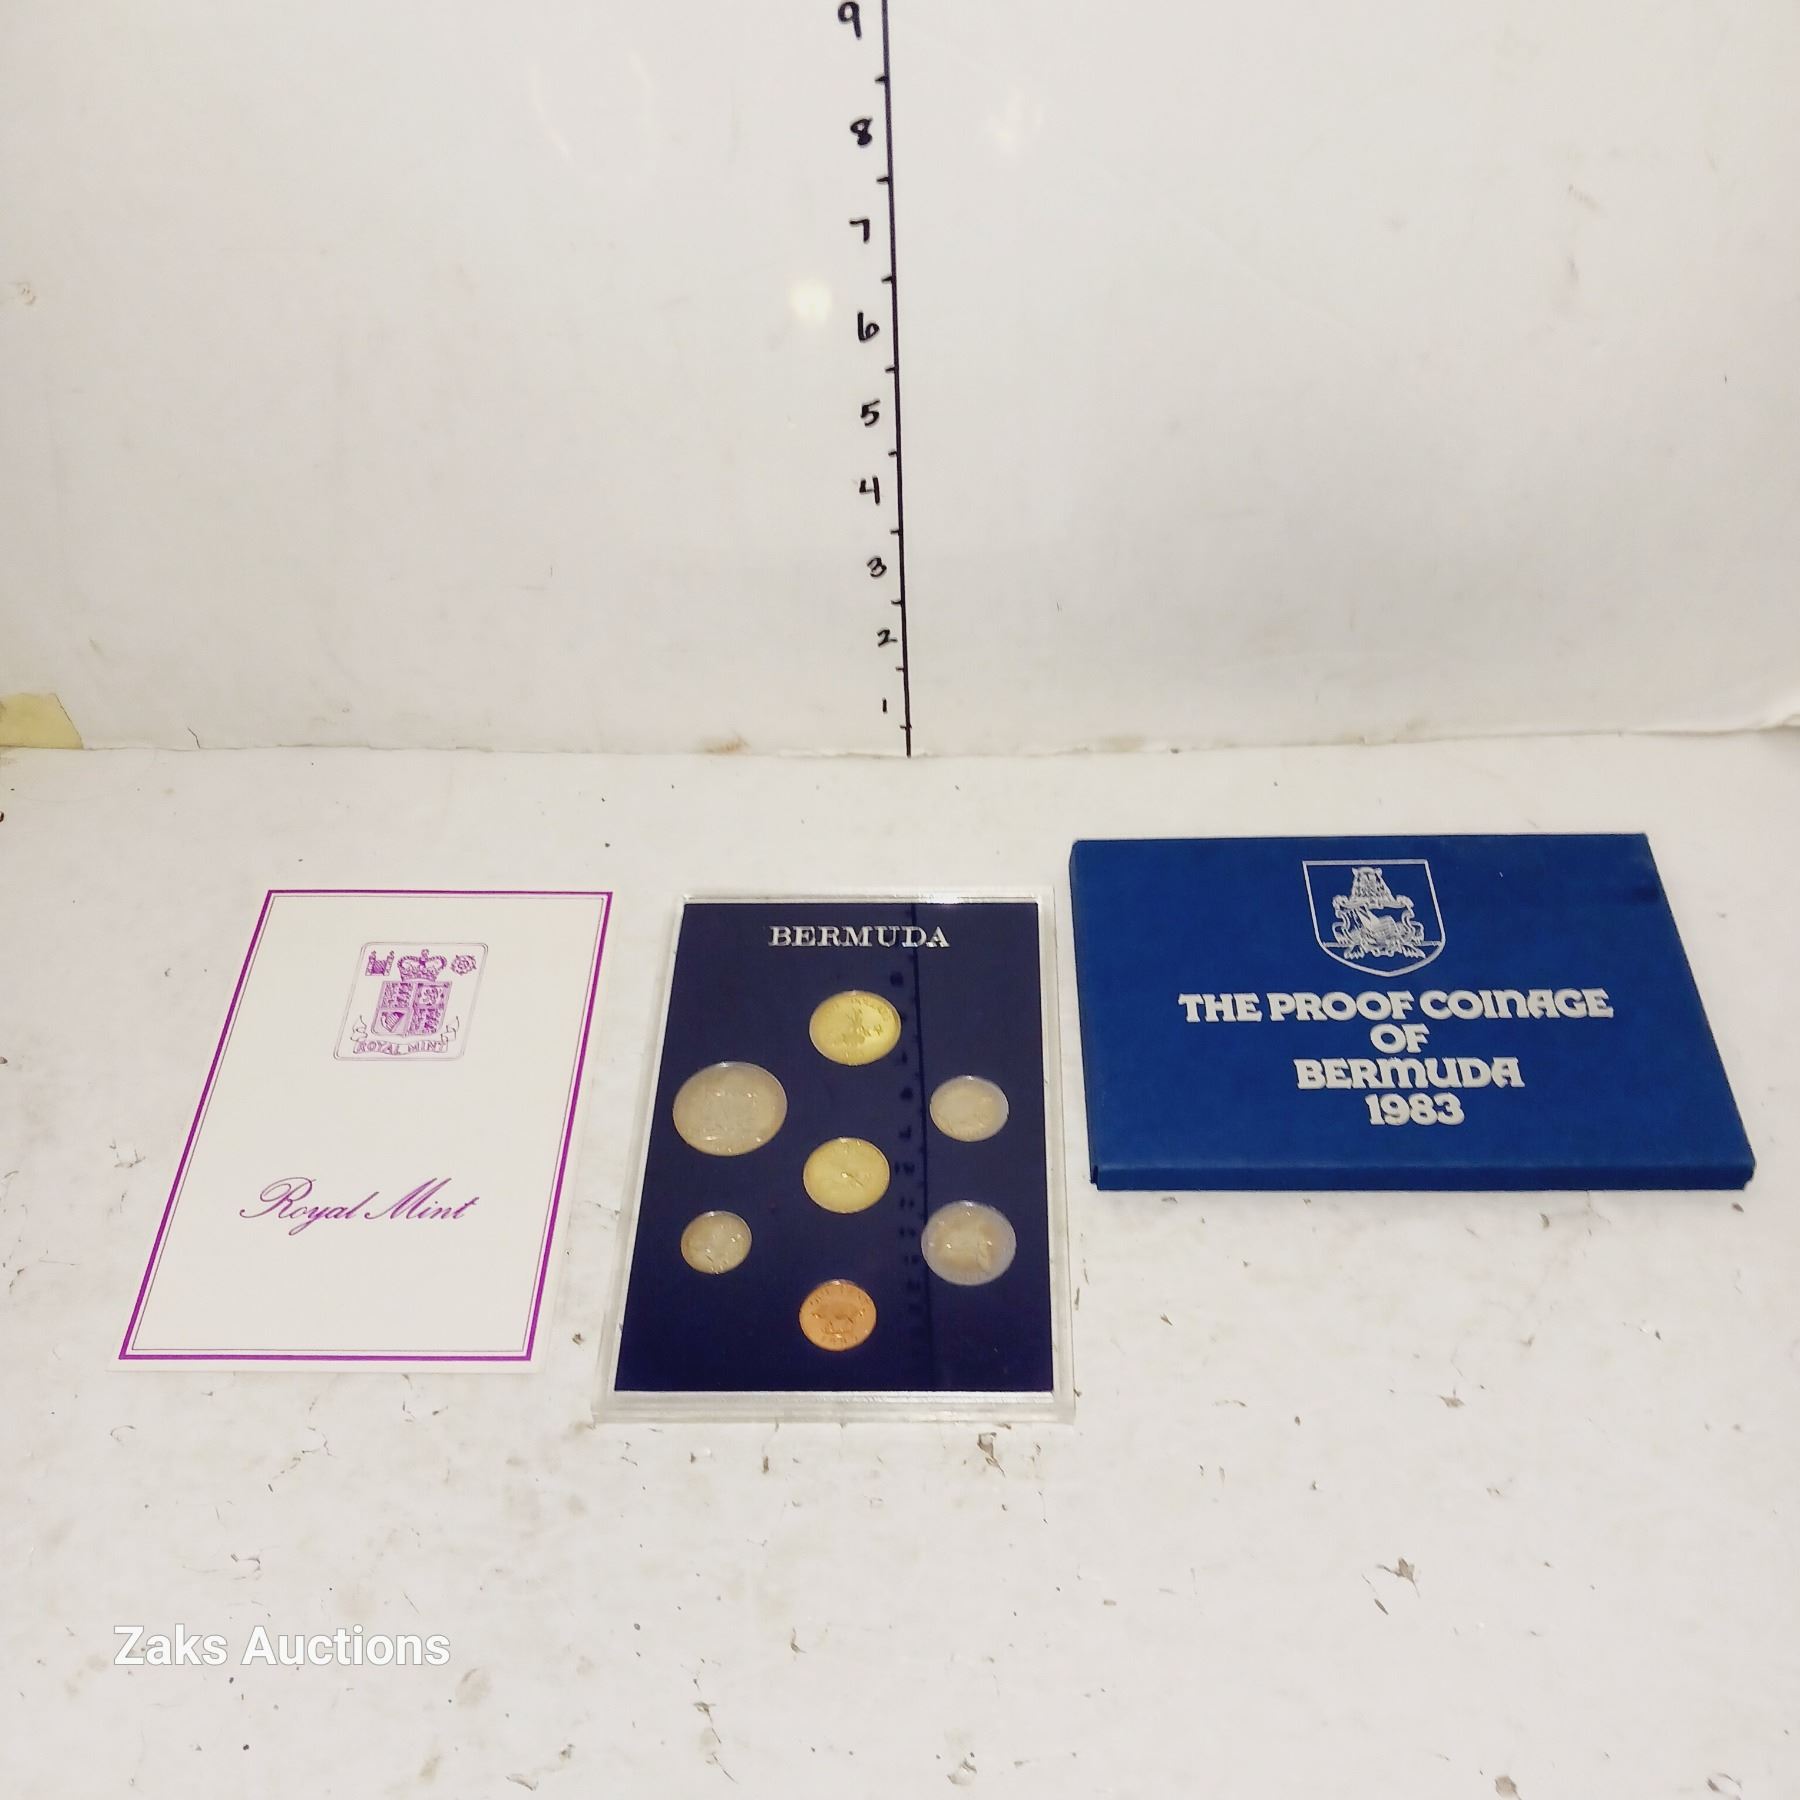 9
8
7
6
5
4
3
2
1
ROYAL MINT
Royal Mint
BERMUDA
THE PROOF COINAGE
OF
BERMUDA
1983
Zaks Auctions